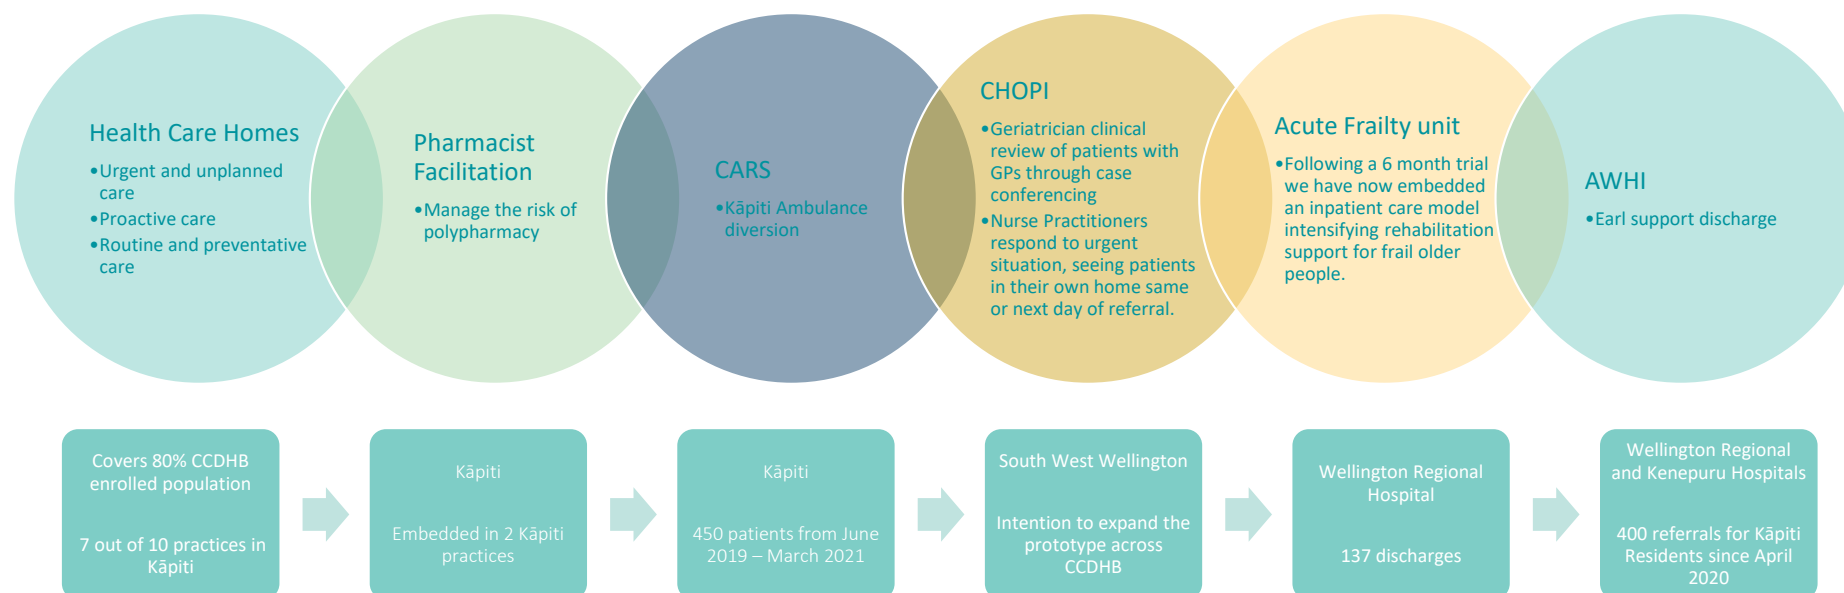 Health Care Homes
•Urgent and unplanned
care
•Proactive care
•Routine and preventative
care
Pharmacist
Facilitation
•Manage the risk of
polypharmacy
CARS
•Kāpiti Ambulance
diversion
CHOPI
•Geriatrician clinical
review of patients with
GPs through case
conferencing
•Nurse Practitioners
respond to urgent
situation, seeing patients
in their own home same
or next day of referral.
Acute Frailty unit
•Following a 6 month trial
we have now embedded
an inpatient care model
intensifying rehabilitation
support for frail older
people.
AWHI
•Earl support discharge
Covers 80% CCDHB
enrolled population
7 out of 10 practices in
Kāpiti
Kāpiti
Embedded in 2 Kāpiti
practices
Kāpiti
450 patients from June
2019 – March 2021
South West Wellington
Intention to expand the
prototype across
CCDHB
Wellington Regional
Hospital
137 discharges
Wellington Regional
and Kenepuru Hospitals
400 referrals for Kāpiti
Residents since April
2020